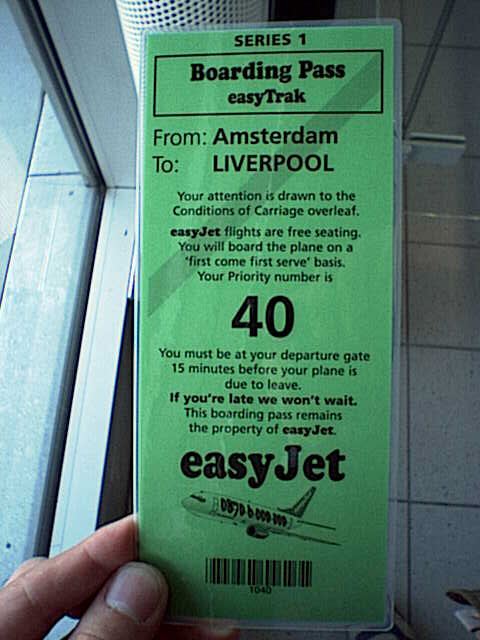 SERIES 1
Boarding Pass
easyTrak
From: Amsterdam
To: LIVERPOOL
Your attention is drawn to the
Conditions of Carriage overleaf.
easyJet flights are free seating.
You will board the plane on a
'first come first serve' basis.
Your Priority number is
40
You must be at your departure gate
15 minutes before your plane is
due to leave.
If you're late we won't wait.
This boarding pass remains
the property of easyJet.
easyJet
1040